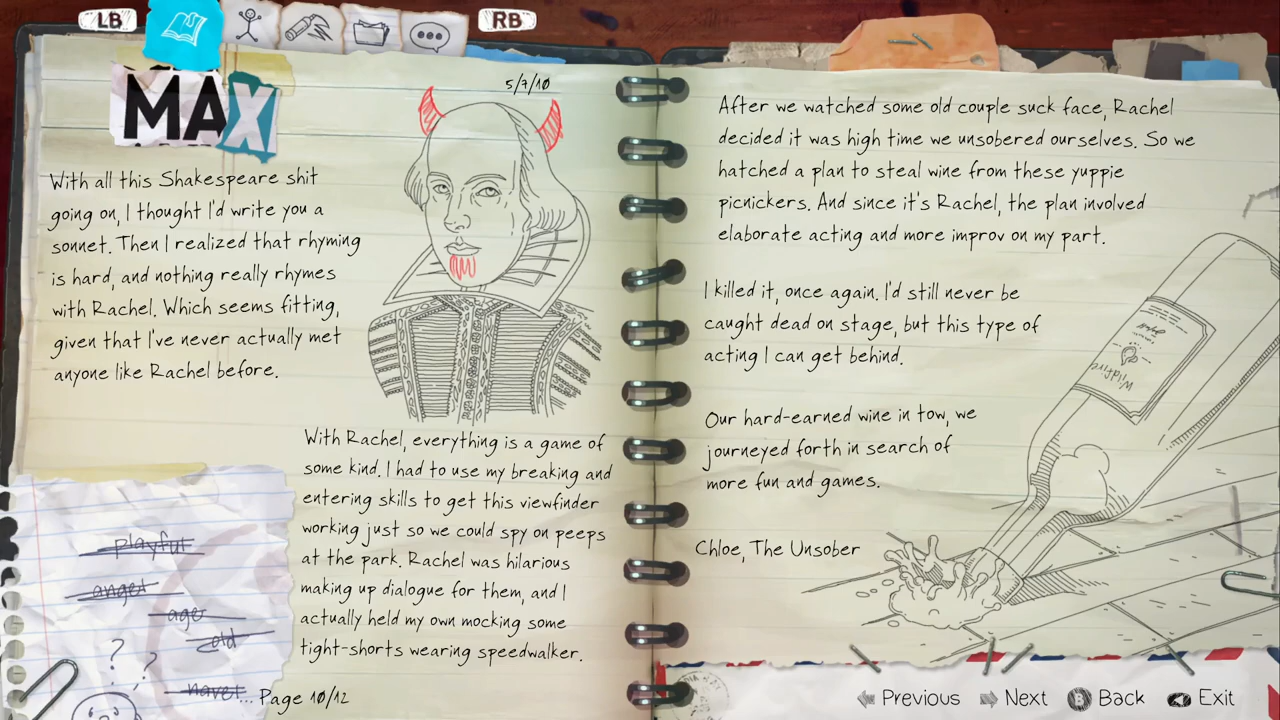 LB
RB
MAX
5/7/10
With all this Shakespeare shit
going on, I thought I'd write you a
sonnet. Then I realized that rhyming
is hard, and nothing really rhymes
with Rachel. Which seems fitting,
given that I've never actually met
anyone like Rachel before.
With Rachel, everything is a game of
some kind. I had to use my breaking and
entering skills to get this viewfinder
working just so we could spy on peeps
at the park. Rachel was hilarious
making up dialogue for them, and I
actually held my own mocking some
tight-shorts wearing speedwalker.
playful
angel
age
old
navel...
? ?
Page 10/12
After we watched some old couple suck face, Rachel
decided it was high time we unsobered ourselves. So we
hatched a plan to steal wine from these yuppie
picnickers. And since it's Rachel, the plan involved
elaborate acting and more improv on my part.
I killed it, once again. I'd still never be
caught dead on stage, but this type of
acting I can get behind.
Our hard-earned wine in tow, we
journeyed forth in search of
more fun and games.
Chloe, The Unsober
Wildfire
Previous Next B Back Exit